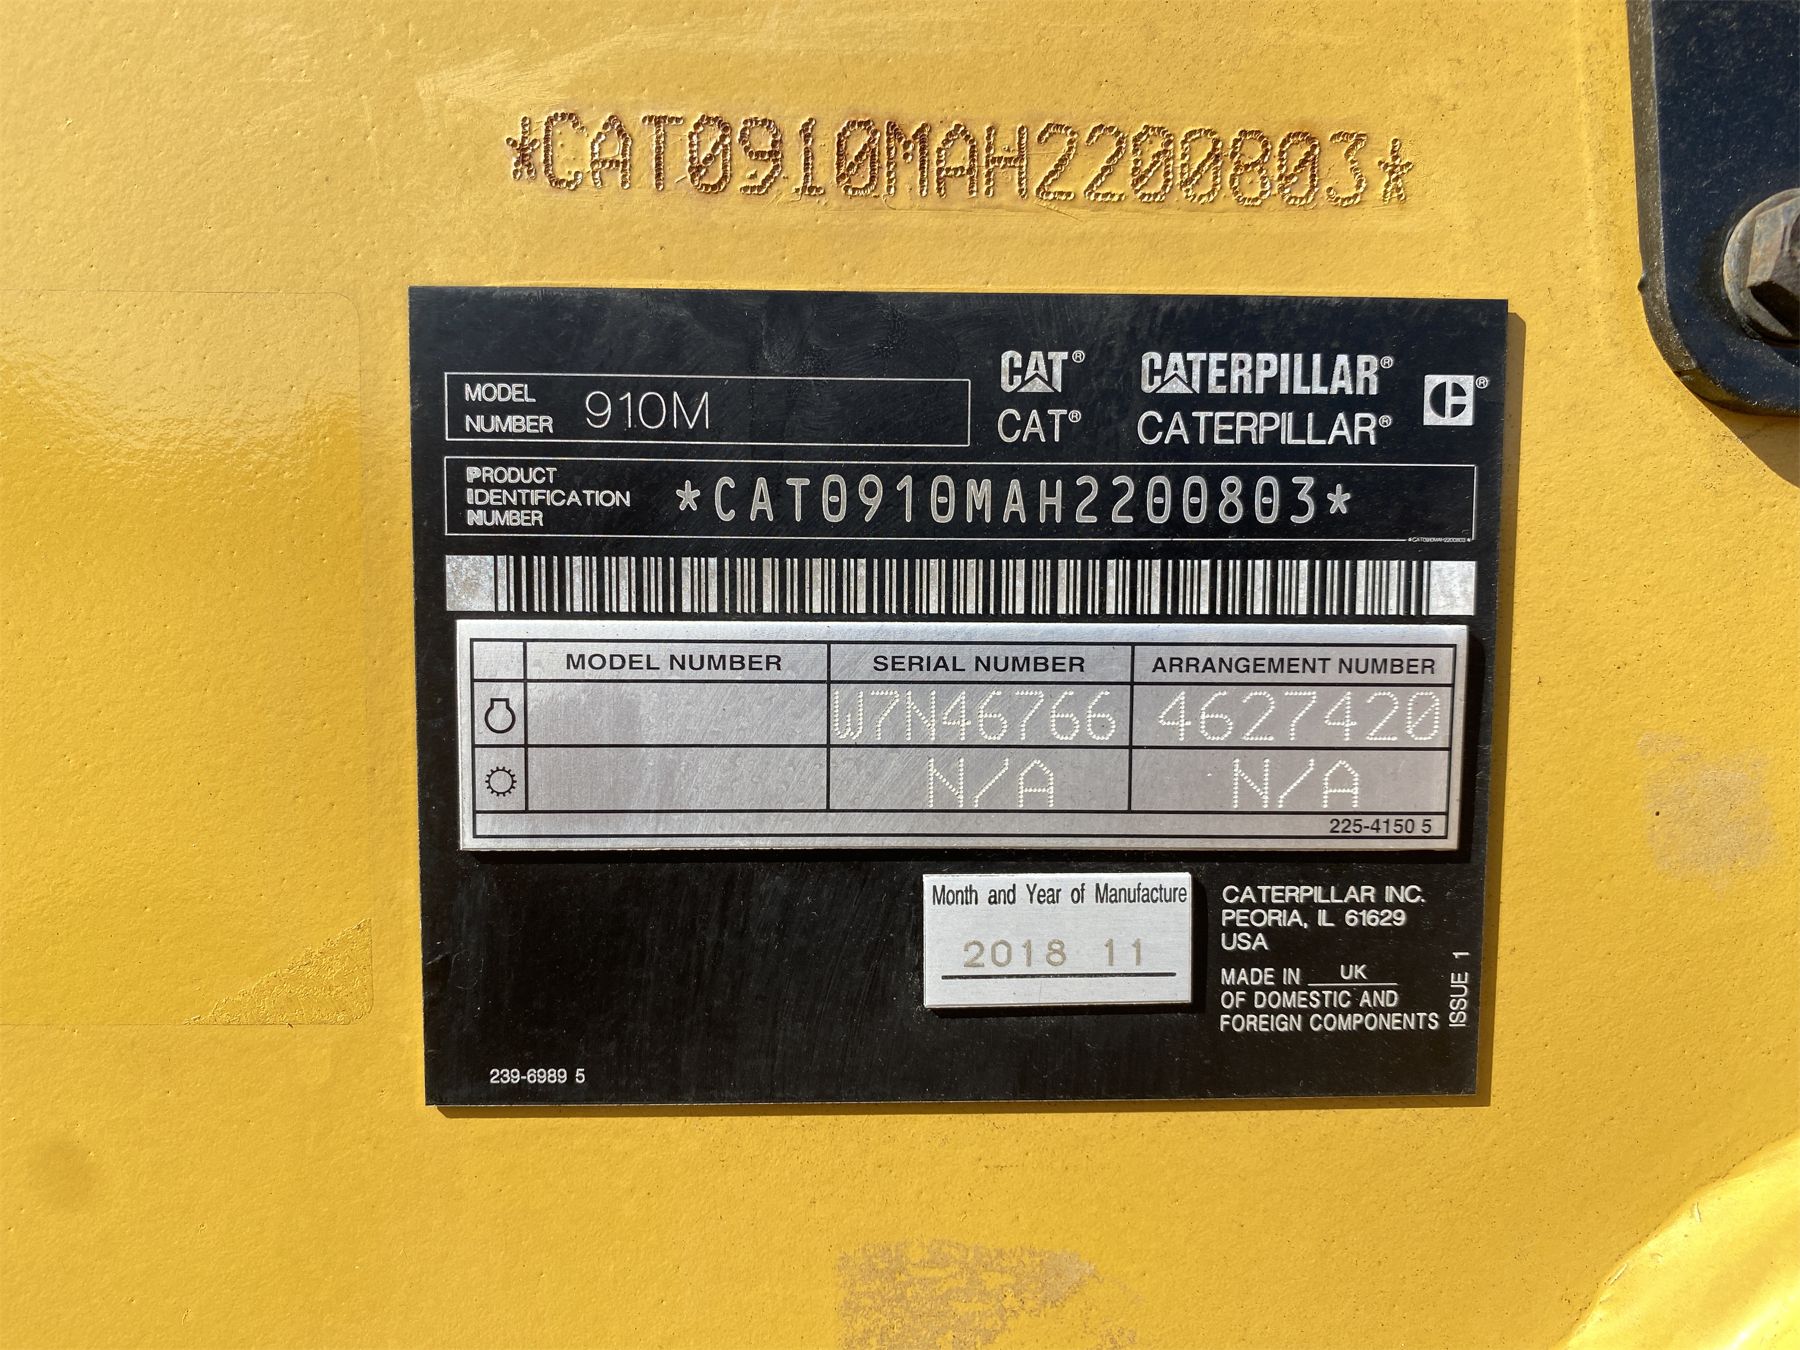 *CAT0910MAH2200803*
CAT® CATERPILLAR®
MODEL NUMBER 910M
CAT® CATERPILLAR®
PRODUCT IDENTIFICATION NUMBER *CAT0910MAH2200803*
*CAT0910MAH2200803*
MODEL NUMBER SERIAL NUMBER ARRANGEMENT NUMBER
W7N46766 4627420
N/A N/A
225-4150 5
Month and Year of Manufacture
2018 11
CATERPILLAR INC.
PEORIA, IL 61629
USA
MADE IN UK
OF DOMESTIC AND
FOREIGN COMPONENTS
ISSUE 1
239-6989 5